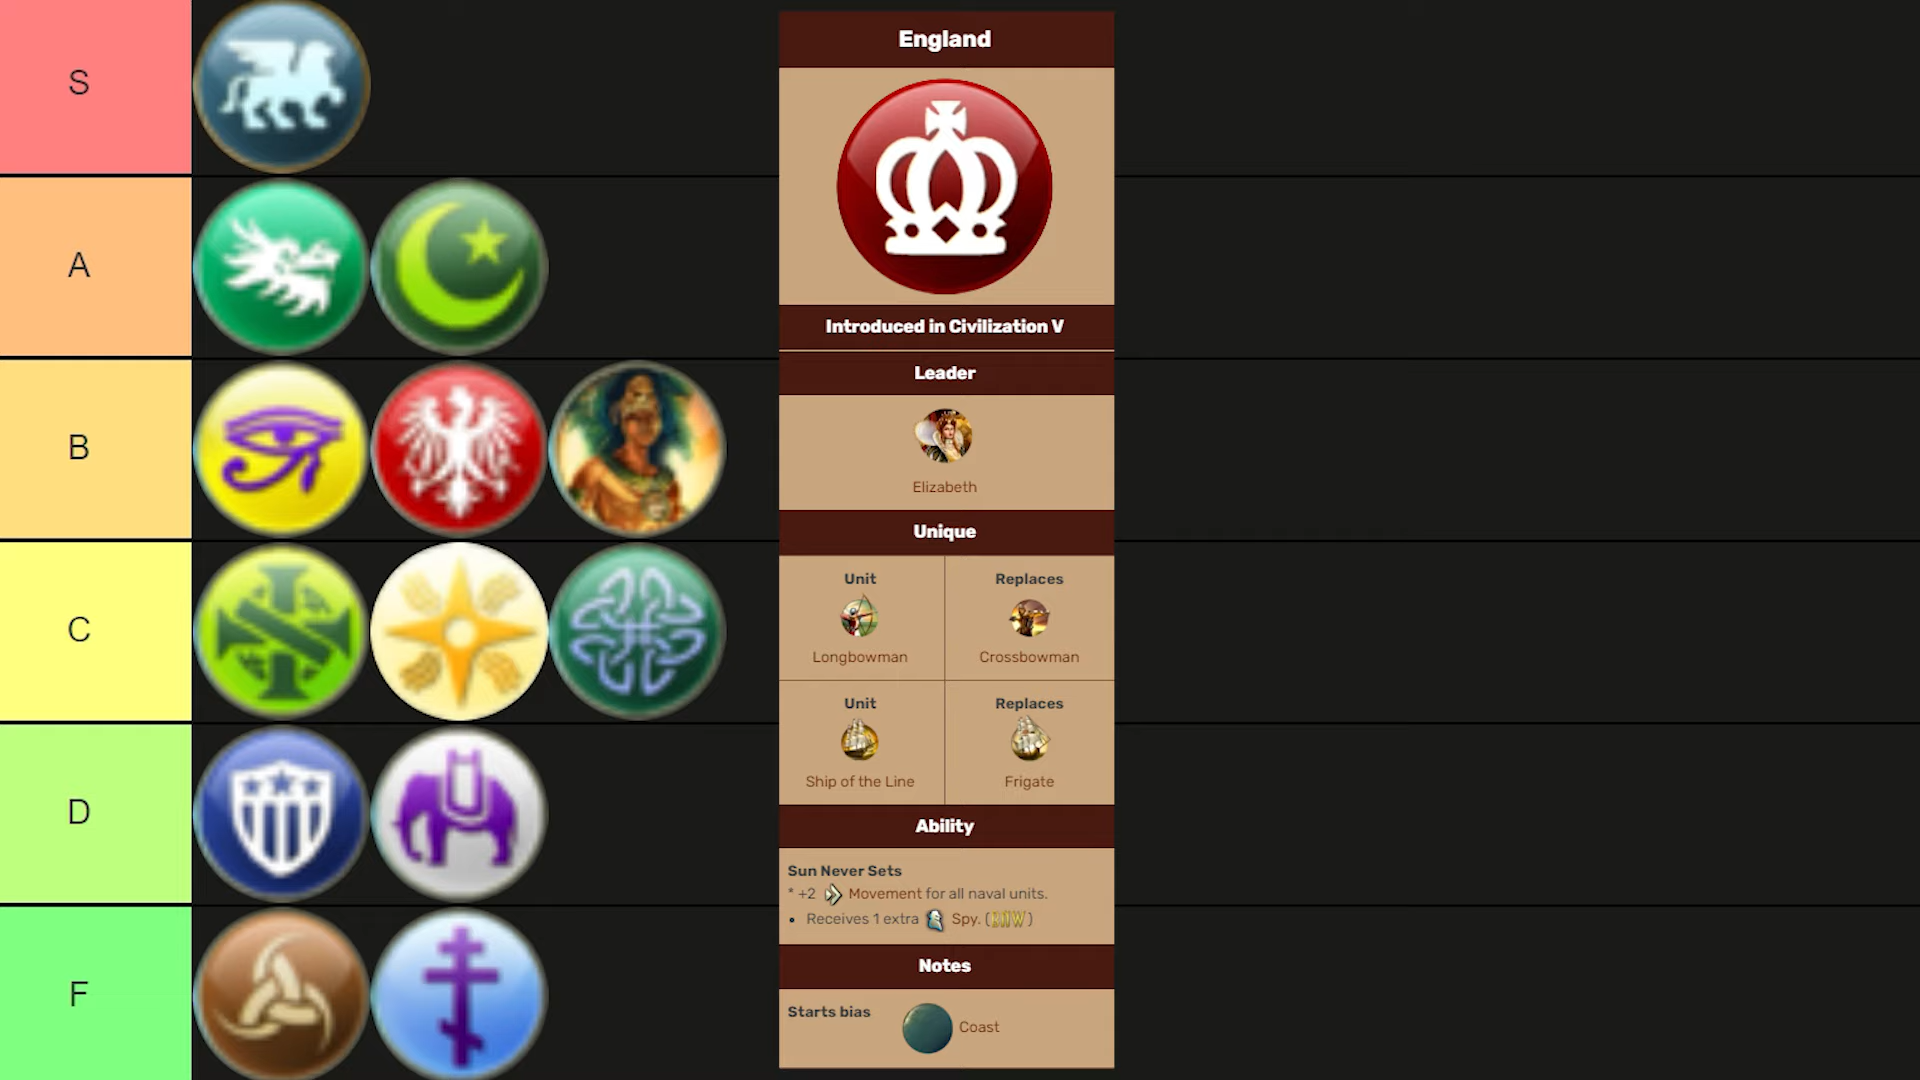 S
A
B
C
D
F
England
Introduced in Civilization V
Leader
Elizabeth
Unique
Unit Replaces
Longbowman Crossbowman
Unit Replaces
Ship of the Line Frigate
Ability
Sun Never Sets
* +2 Movement for all naval units.
• Receives 1 extra Spy. (BNW)
Notes
Starts bias
Coast